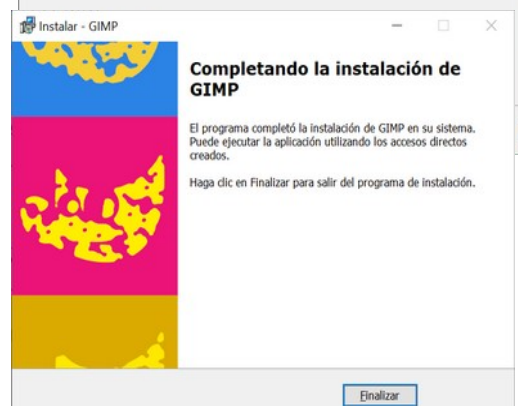 Instalar - GIMP
Completando la instalación de
GIMP
El programa completó la instalación de GIMP en su sistema.
Puede ejecutar la aplicación utilizando los accesos directos
creados.
Haga clic en Finalizar para salir del programa de instalación.
Finalizar